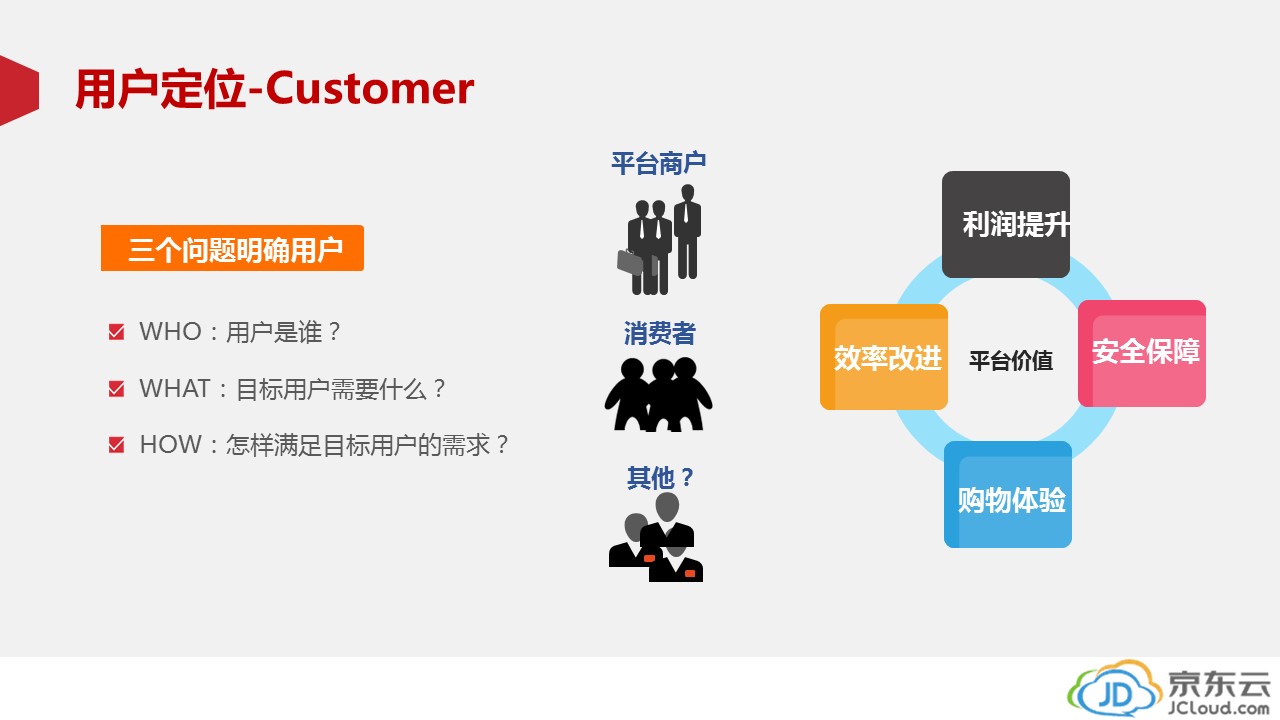 用户定位-Customer
三个问题明确用户
WHO：用户是谁？
WHAT：目标用户需要什么？
HOW：怎样满足目标用户的需求？
平台商户
消费者
其他？
利润提升
效率改进
平台价值
安全保障
购物体验
JD
京东云
JCloud.com